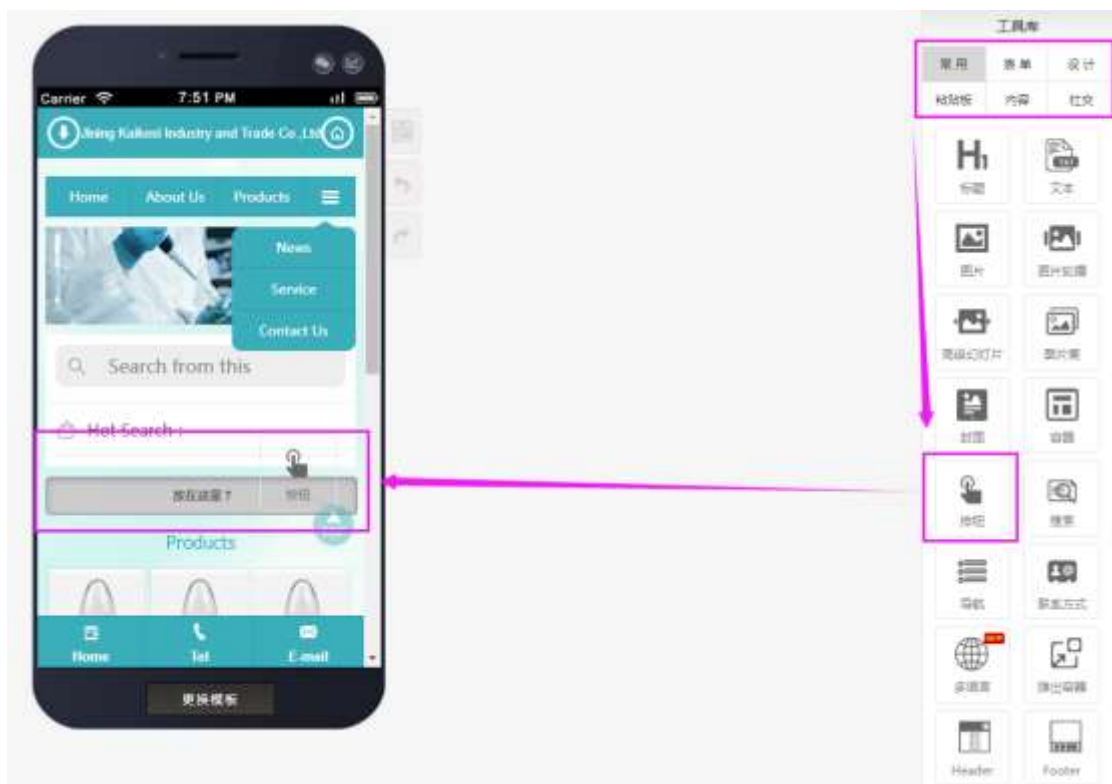 工具库
常用 表单 设计
粘贴板 内容 社交
Carrier 7:51 PM
Jining Kaikesi Industry and Trade Co.,Ltd
Home About Us Products
News
Service
Contact Us
Search from this
Hot Search :
放在这里？ 按钮
Products
Home Tel E-mail
更换模板
标题 文本
图片 图片轮播
高级幻灯片 图片集
封面 容器
按钮 搜索
导航 联系方式
多语言 弹出容器
Header Footer